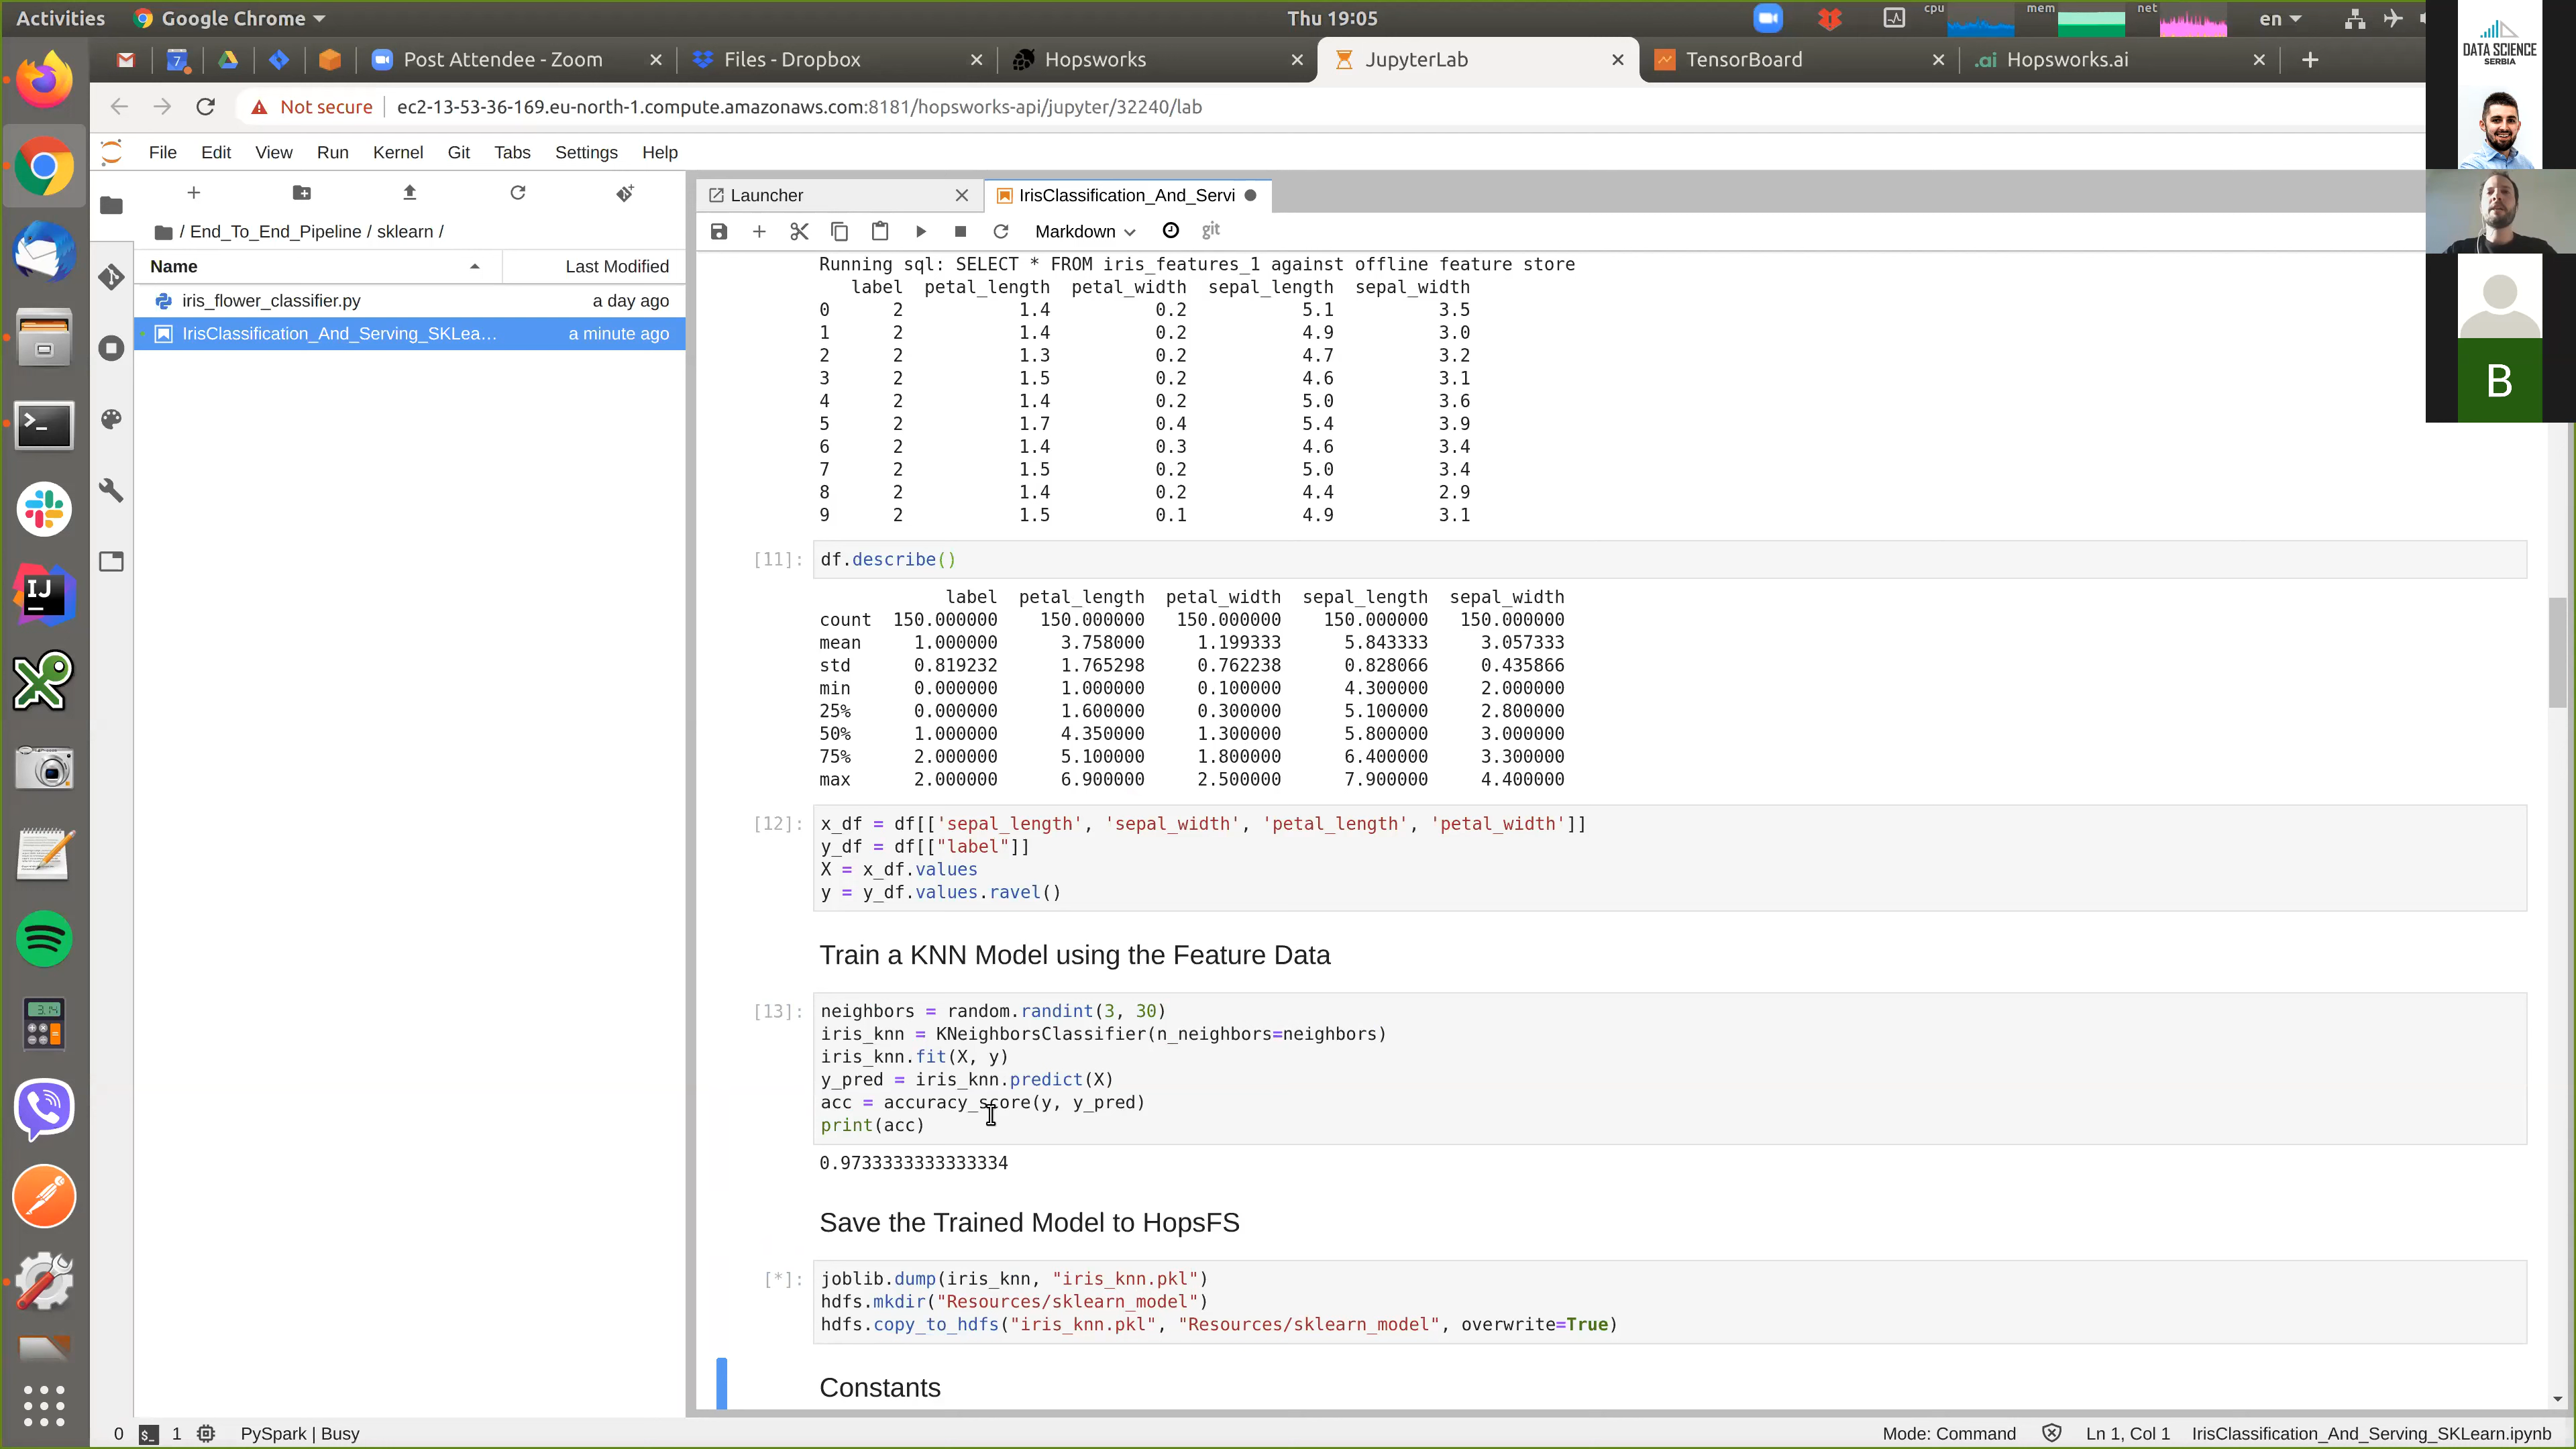 Activities Google Chrome Thu 19:05 cpu mem net en
7 Post Attendee - Zoom Files - Dropbox Hopsworks JupyterLab TensorBoard .ai Hopsworks.ai
Not secure ec2-13-53-36-169.eu-north-1.compute.amazonaws.com:8181/hopsworks-api/jupyter/32240/lab
DATA SCIENCE
SERBIA
B
File Edit View Run Kernel Git Tabs Settings Help
/ End_To_End_Pipeline / sklearn /
Name Last Modified
iris_flower_classifier.py a day ago
IrisClassification_And_Serving_SKLea… a minute ago
Launcher IrisClassification_And_Servi
Markdown git
Running sql: SELECT * FROM iris_features_1 against offline feature store
label petal_length petal_width sepal_length sepal_width
0 2 1.4 0.2 5.1 3.5
1 2 1.4 0.2 4.9 3.0
2 2 1.3 0.2 4.7 3.2
3 2 1.5 0.2 4.6 3.1
4 2 1.4 0.2 5.0 3.6
5 2 1.7 0.4 5.4 3.9
6 2 1.4 0.3 4.6 3.4
7 2 1.5 0.2 5.0 3.4
8 2 1.4 0.2 4.4 2.9
9 2 1.5 0.1 4.9 3.1
[11]: df.describe()
label petal_length petal_width sepal_length sepal_width
count 150.000000 150.000000 150.000000 150.000000 150.000000
mean 1.000000 3.758000 1.199333 5.843333 3.057333
std 0.819232 1.765298 0.762238 0.828066 0.435866
min 0.000000 1.000000 0.100000 4.300000 2.000000
25% 0.000000 1.600000 0.300000 5.100000 2.800000
50% 1.000000 4.350000 1.300000 5.800000 3.000000
75% 2.000000 5.100000 1.800000 6.400000 3.300000
max 2.000000 6.900000 2.500000 7.900000 4.400000
[12]: x_df = df[['sepal_length', 'sepal_width', 'petal_length', 'petal_width']]
y_df = df[["label"]]
X = x_df.values
y = y_df.values.ravel()
Train a KNN Model using the Feature Data
[13]: neighbors = random.randint(3, 30)
iris_knn = KNeighborsClassifier(n_neighbors=neighbors)
iris_knn.fit(X, y)
y_pred = iris_knn.predict(X)
acc = accuracy_score(y, y_pred)
print(acc)
0.9733333333333334
Save the Trained Model to HopsFS
[*]: joblib.dump(iris_knn, "iris_knn.pkl")
hdfs.mkdir("Resources/sklearn_model")
hdfs.copy_to_hdfs("iris_knn.pkl", "Resources/sklearn_model", overwrite=True)
Constants
IJ
3.14
0 $_ 1 PySpark | Busy Mode: Command Ln 1, Col 1 IrisClassification_And_Serving_SKLearn.ipynb